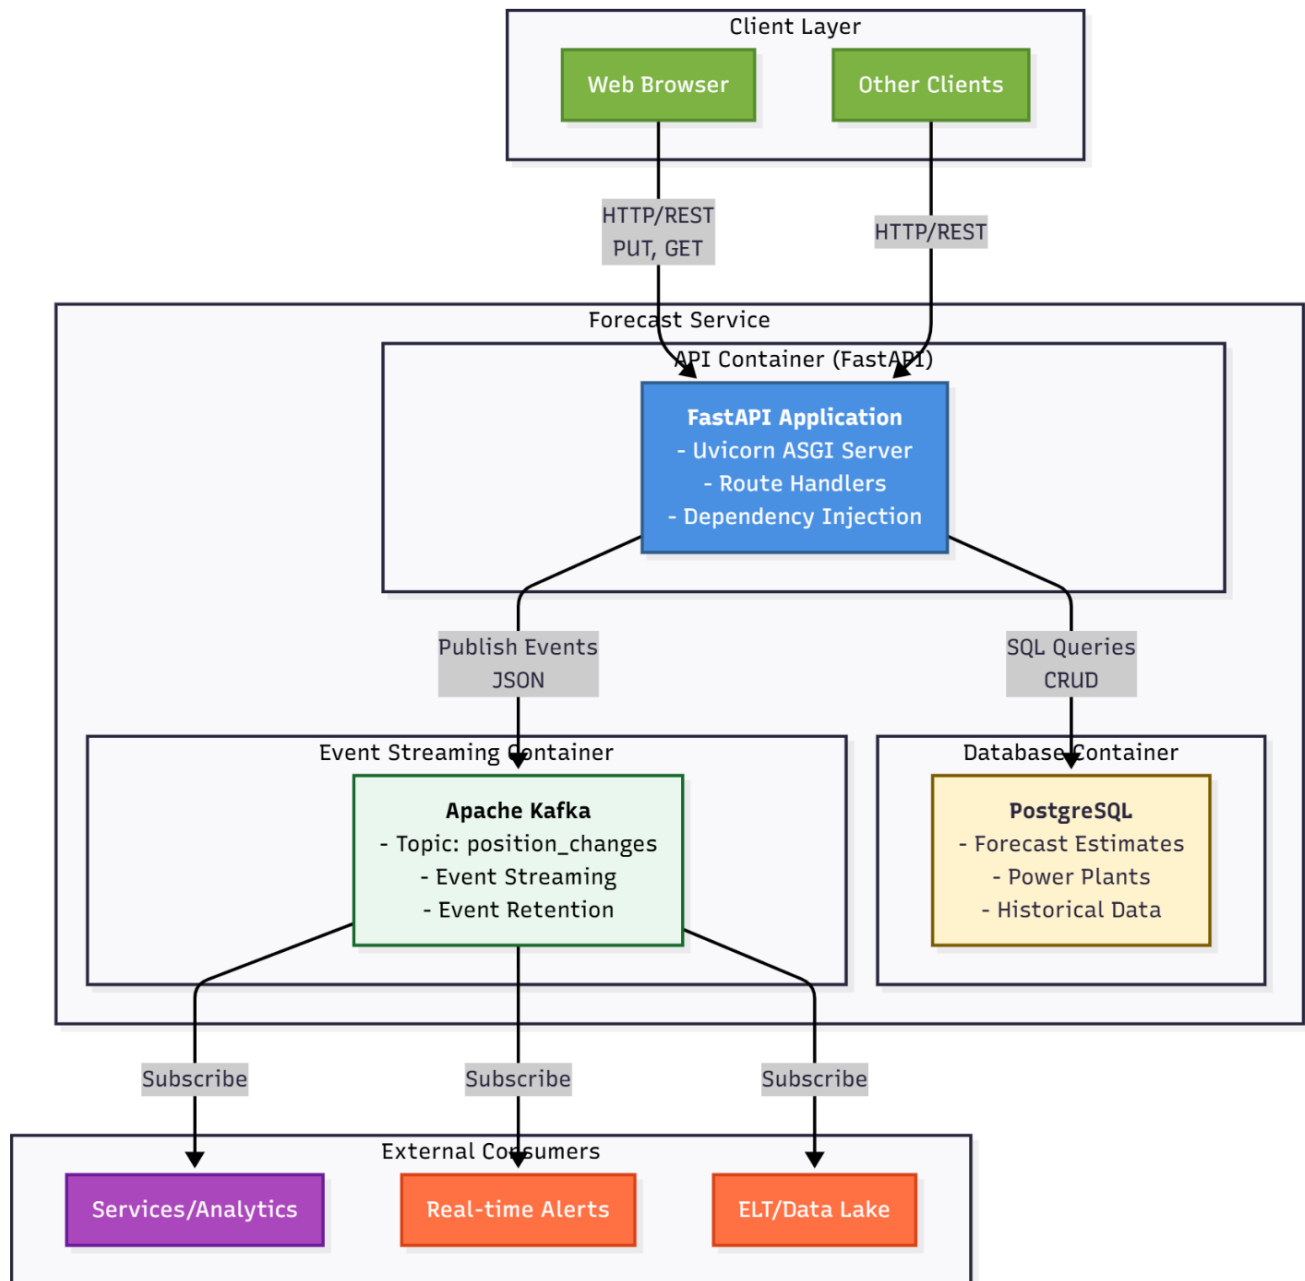 Client Layer
Web Browser
Other Clients
HTTP/REST
PUT, GET
HTTP/REST
Forecast Service
API Container (FastAPI)
FastAPI Application
- Uvicorn ASGI Server
- Route Handlers
- Dependency Injection
Publish Events
JSON
SQL Queries
CRUD
Event Streaming Container
Database Container
Apache Kafka
- Topic: position_changes
- Event Streaming
- Event Retention
PostgreSQL
- Forecast Estimates
- Power Plants
- Historical Data
Subscribe
Subscribe
Subscribe
External Consumers
Services/Analytics
Real-time Alerts
ELT/Data Lake